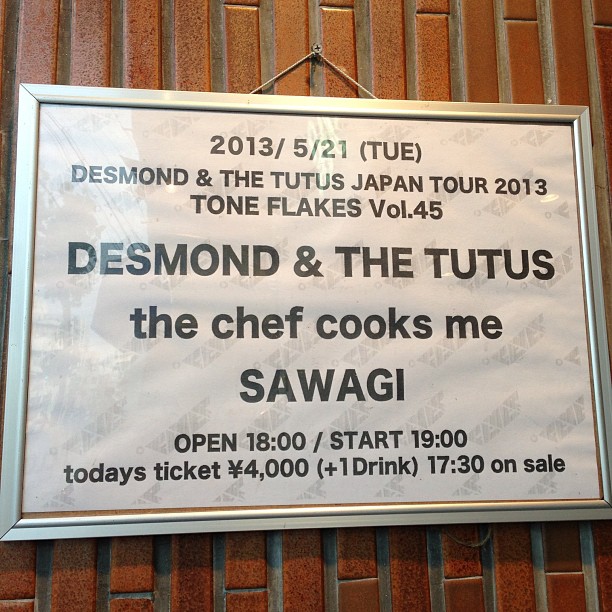 2013/ 5/21 (TUE)
DESMOND & THE TUTUS JAPAN TOUR 2013
TONE FLAKES Vol.45
DESMOND & THE TUTUS
the chef cooks me
SAWAGI
OPEN 18:00 / START 19:00
todays ticket ¥4,000 (+1Drink) 17:30 on sale